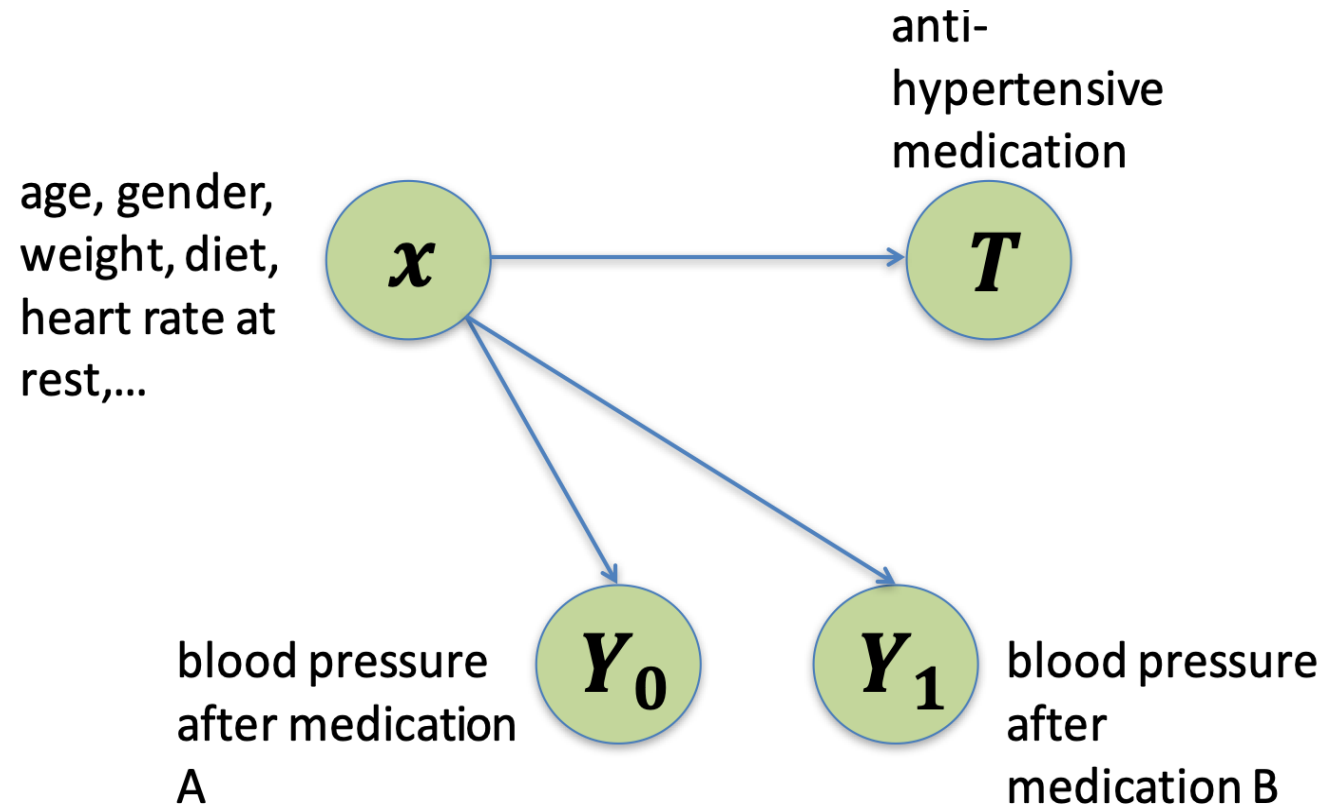 anti-
hypertensive
medication
age, gender,
weight, diet,
heart rate at
rest,...
x
T
Y0
Y1
blood pressure
after medication
A
blood pressure
after
medication B